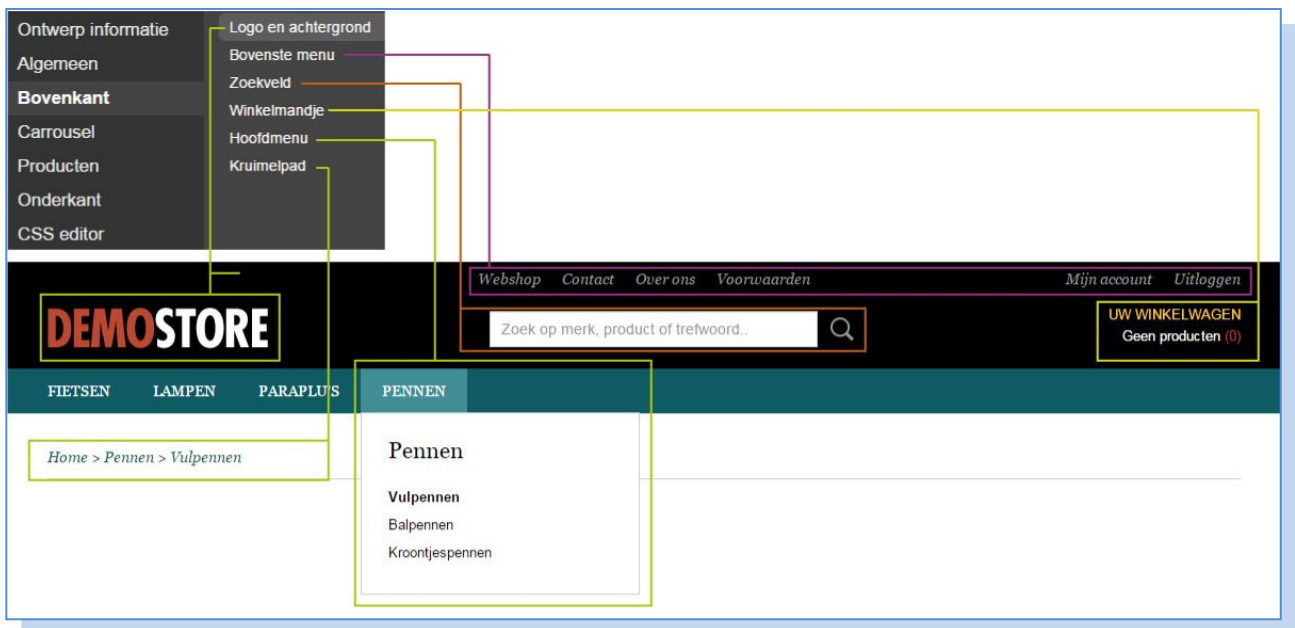 Ontwerp informatie
Algemeen
Bovenkant
Carrousel
Producten
Onderkant
CSS editor
Logo en achtergrond
Bovenste menu
Zoekveld
Winkelmandje
Hoofdmenu
Kruimelpad
Webshop Contact Over ons Voorwaarden Mijn account Uitloggen
DEMOSTORE
Zoek op merk, product of trefwoord..
UW WINKELWAGEN
Geen producten (0)
FIETSEN LAMPEN PARAPLU'S PENNEN
Home > Pennen > Vulpennen
Pennen
Vulpennen
Balpennen
Kroontjespennen